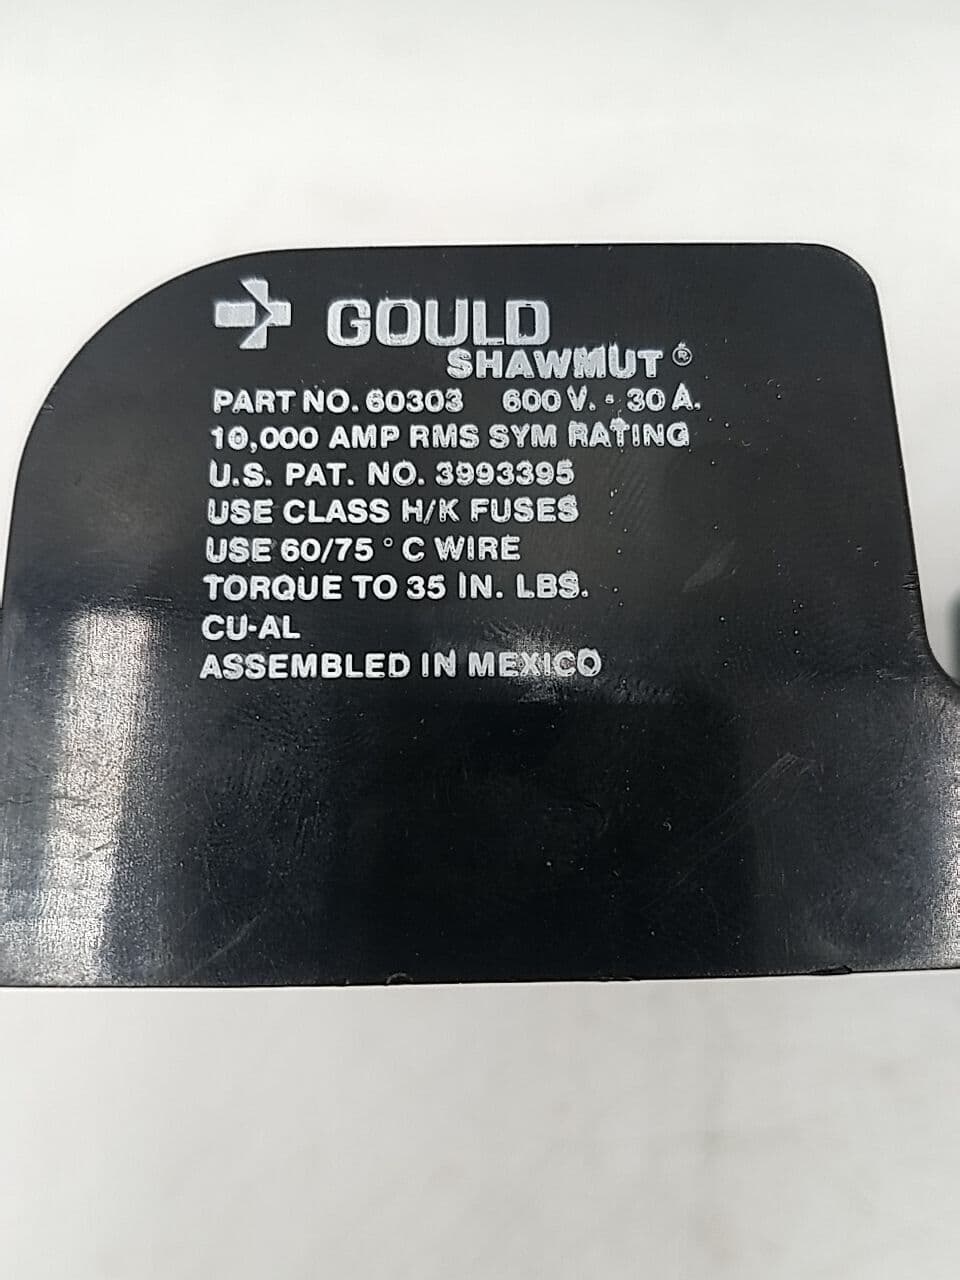 GOULD
SHAWMUT®
PART NO. 60303 600 V. - 30 A.
10,000 AMP RMS SYM RATING
U.S. PAT. NO. 3993395
USE CLASS H/K FUSES
USE 60/75 ° C WIRE
TORQUE TO 35 IN. LBS.
CU-AL
ASSEMBLED IN MEXICO